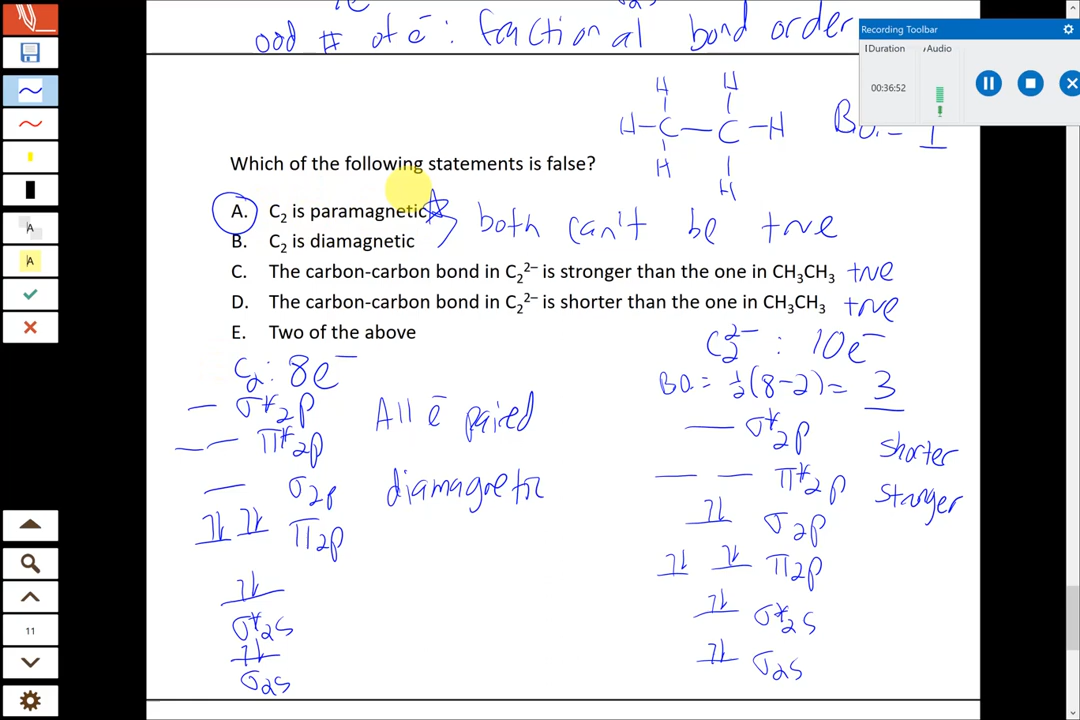 odd # of e⁻: fractional bond order
Recording Toolbar
Duration
Audio
00:36:52
H H
H-C-C-H B.O.= 1
H H
Which of the following statements is false?
A. C₂ is paramagnetic
both can't be true
B. C₂ is diamagnetic
C. The carbon-carbon bond in C₂²⁻ is stronger than the one in CH₃CH₃ true
D. The carbon-carbon bond in C₂²⁻ is shorter than the one in CH₃CH₃ true
E. Two of the above
C₂: 8e⁻
σ*2p
π*2p
σ2p
π2p
σ*2s
σ2s
All e⁻ paired
diamagnetic
C₂²⁻ : 10e⁻
B.O. = ½(8-2) = 3
σ*2p
π*2p
σ2p
π2p
σ*2s
σ2s
shorter
stronger
A
A
11